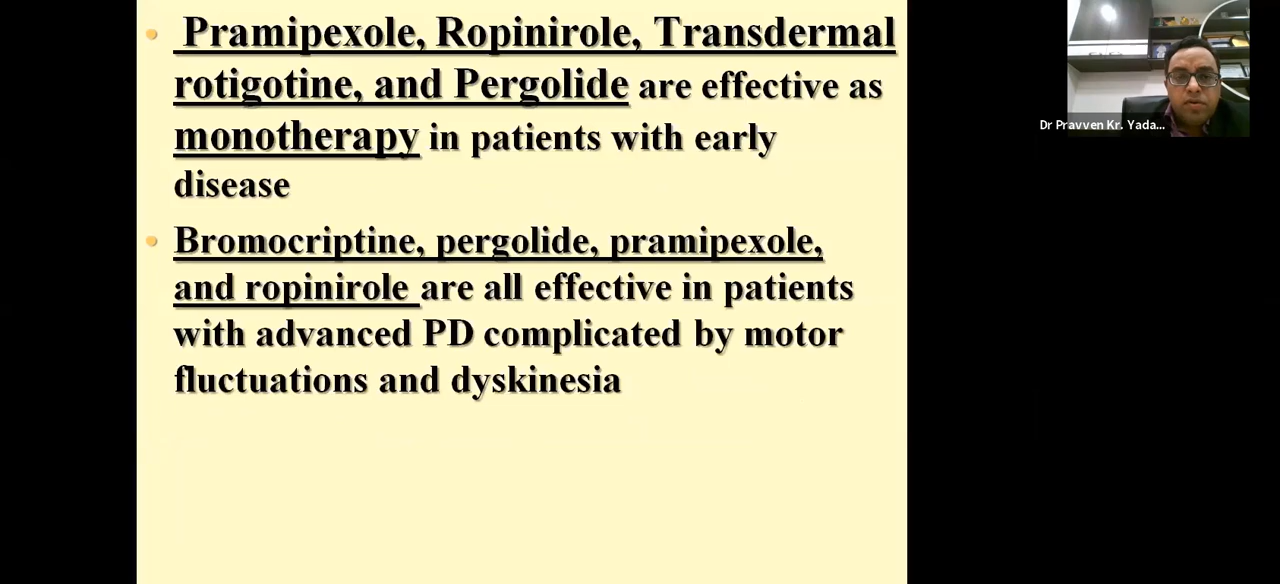 • Pramipexole, Ropinirole, Transdermal
rotigotine, and Pergolide are effective as
monotherapy in patients with early
disease
• Bromocriptine, pergolide, pramipexole,
and ropinirole are all effective in patients
with advanced PD complicated by motor
fluctuations and dyskinesia
Dr Pravven Kr. Yada...